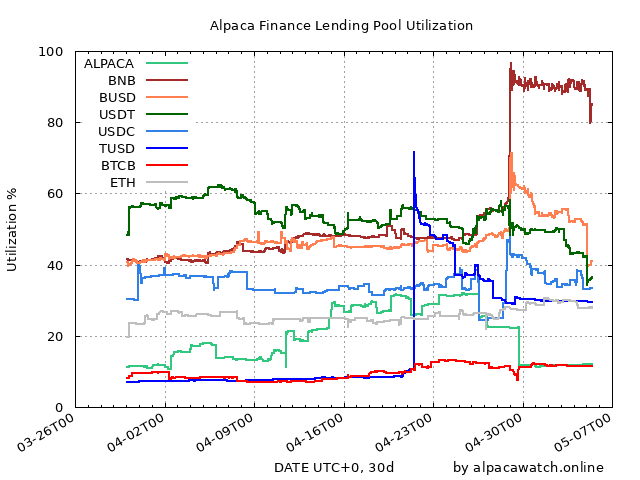 Alpaca Finance Lending Pool Utilization
100
80
60
40
20
0
Utilization %
ALPACA
BNB
BUSD
USDT
USDC
TUSD
BTCB
ETH
03-26T00
04-02T00
04-09T00
04-16T00
04-23T00
04-30T00
05-07T00
DATE UTC+0, 30d
by alpacawatch.online